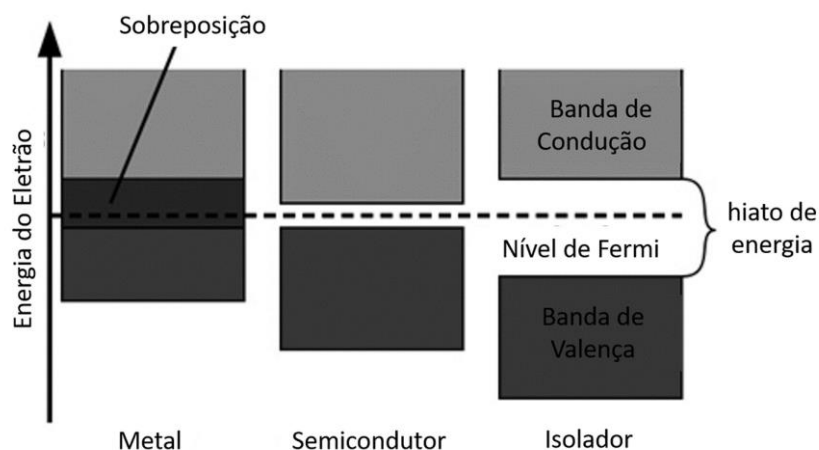 Sobreposição
Energia do Eletrão
Banda de
Condução
Nível de Fermi
hiato de
energia
Banda de
Valença
Metal
Semicondutor
Isolador